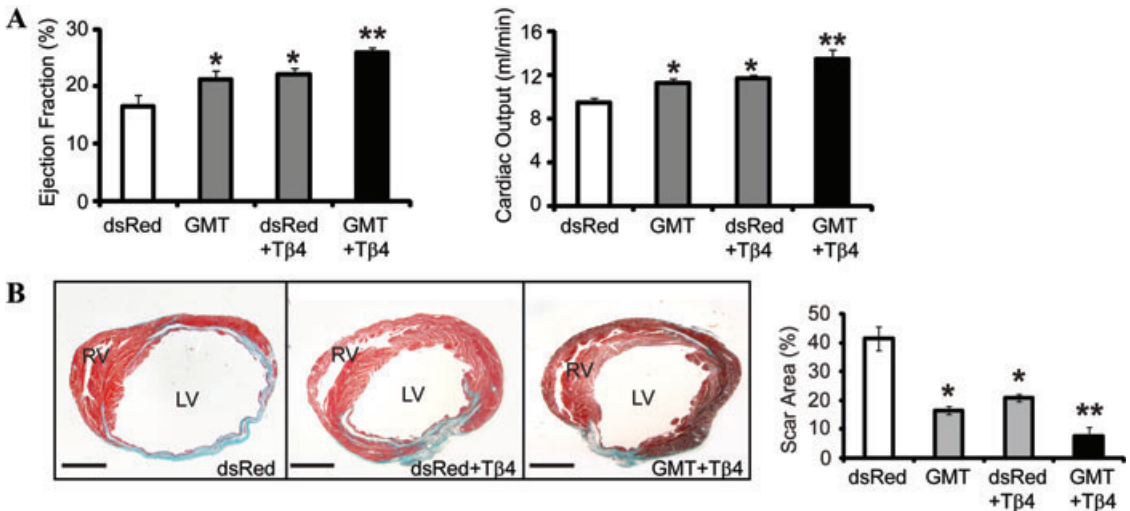 A
Ejection Fraction (%)
30
20
10
0
*
*
**
dsRed
GMT
dsRed
+Tβ4
GMT
+Tβ4
Cardiac Output (ml/min)
16
12
8
4
0
*
*
**
dsRed
GMT
dsRed
+Tβ4
GMT
+Tβ4
B
RV
LV
dsRed
RV
LV
dsRed+Tβ4
RV
LV
GMT+Tβ4
Scar Area (%)
50
40
30
20
10
0
*
*
**
dsRed
GMT
dsRed
+Tβ4
GMT
+Tβ4